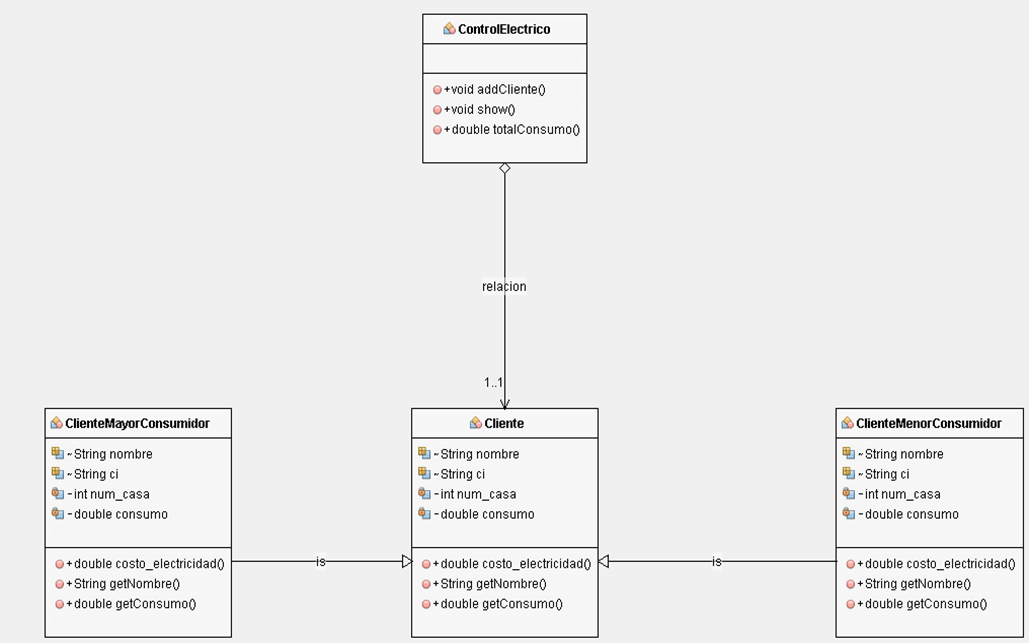 ControlElectrico
+void addCliente()
+void show()
+double totalConsumo()
relacion
1..1
ClienteMayorConsumidor
~String nombre
~String ci
-int num_casa
-double consumo
+double costo_electricidad()
+String getNombre()
+double getConsumo()
is
Cliente
~String nombre
~String ci
-int num_casa
-double consumo
+double costo_electricidad()
+String getNombre()
+double getConsumo()
is
ClienteMenorConsumidor
~String nombre
~String ci
-int num_casa
-double consumo
+double costo_electricidad()
+String getNombre()
+double getConsumo()